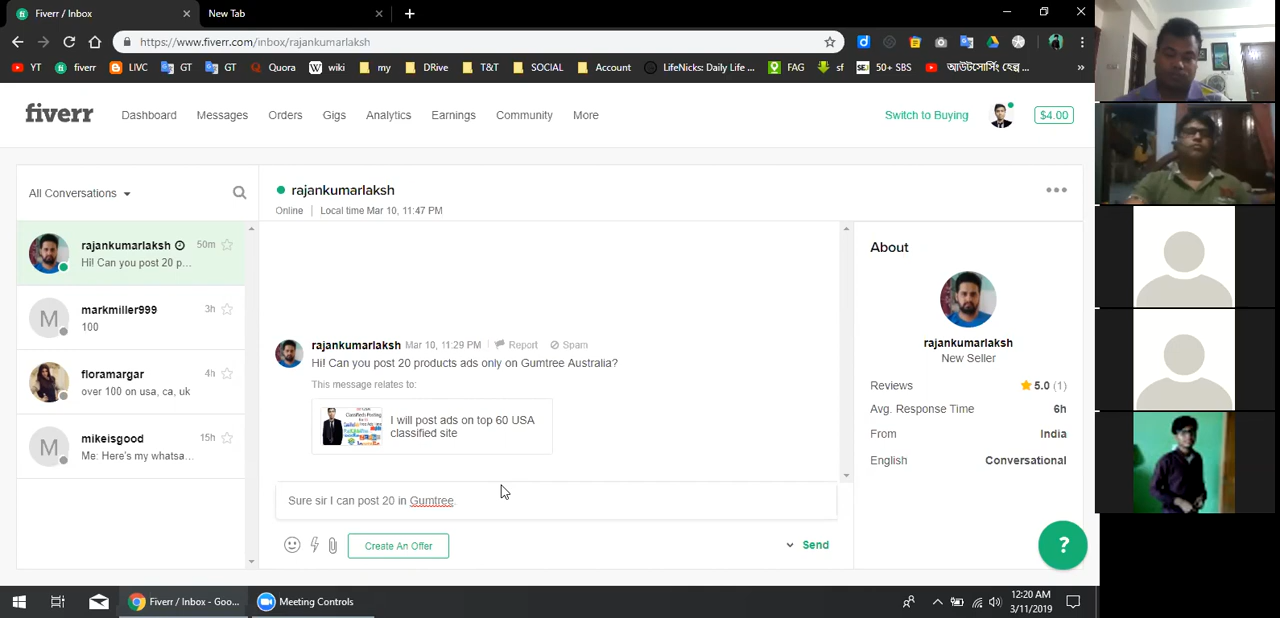 Fiverr / Inbox
New Tab
https://www.fiverr.com/inbox/rajankumarlaksh
YT
fiverr
LIVC
GT
GT
Quora
wiki
my
DRive
T&T
SOCIAL
Account
LifeNicks: Daily Life ...
FAG
sf
50+ SBS
আউটসোর্সিং হেল্প ...
fiverr
Dashboard
Messages
Orders
Gigs
Analytics
Earnings
Community
More
Switch to Buying
$4.00
All Conversations
rajankumarlaksh
50m
Hi! Can you post 20 p...
markmiller999
3h
100
floramargar
4h
over 100 on usa, ca, uk
mikeisgood
15h
Me: Here's my whatsa...
rajankumarlaksh
Online | Local time Mar 10, 11:47 PM
rajankumarlaksh Mar 10, 11:29 PM Report Spam
Hi! Can you post 20 products ads only on Gumtree Australia?
This message relates to:
I will post ads on top 60 USA
classified site
Sure sir I can post 20 in Gumtree
Create An Offer
Send
About
rajankumarlaksh
New Seller
Reviews 5.0 (1)
Avg. Response Time 6h
From India
English Conversational
?
Fiverr / Inbox - Goo...
Meeting Controls
12:20 AM
3/11/2019